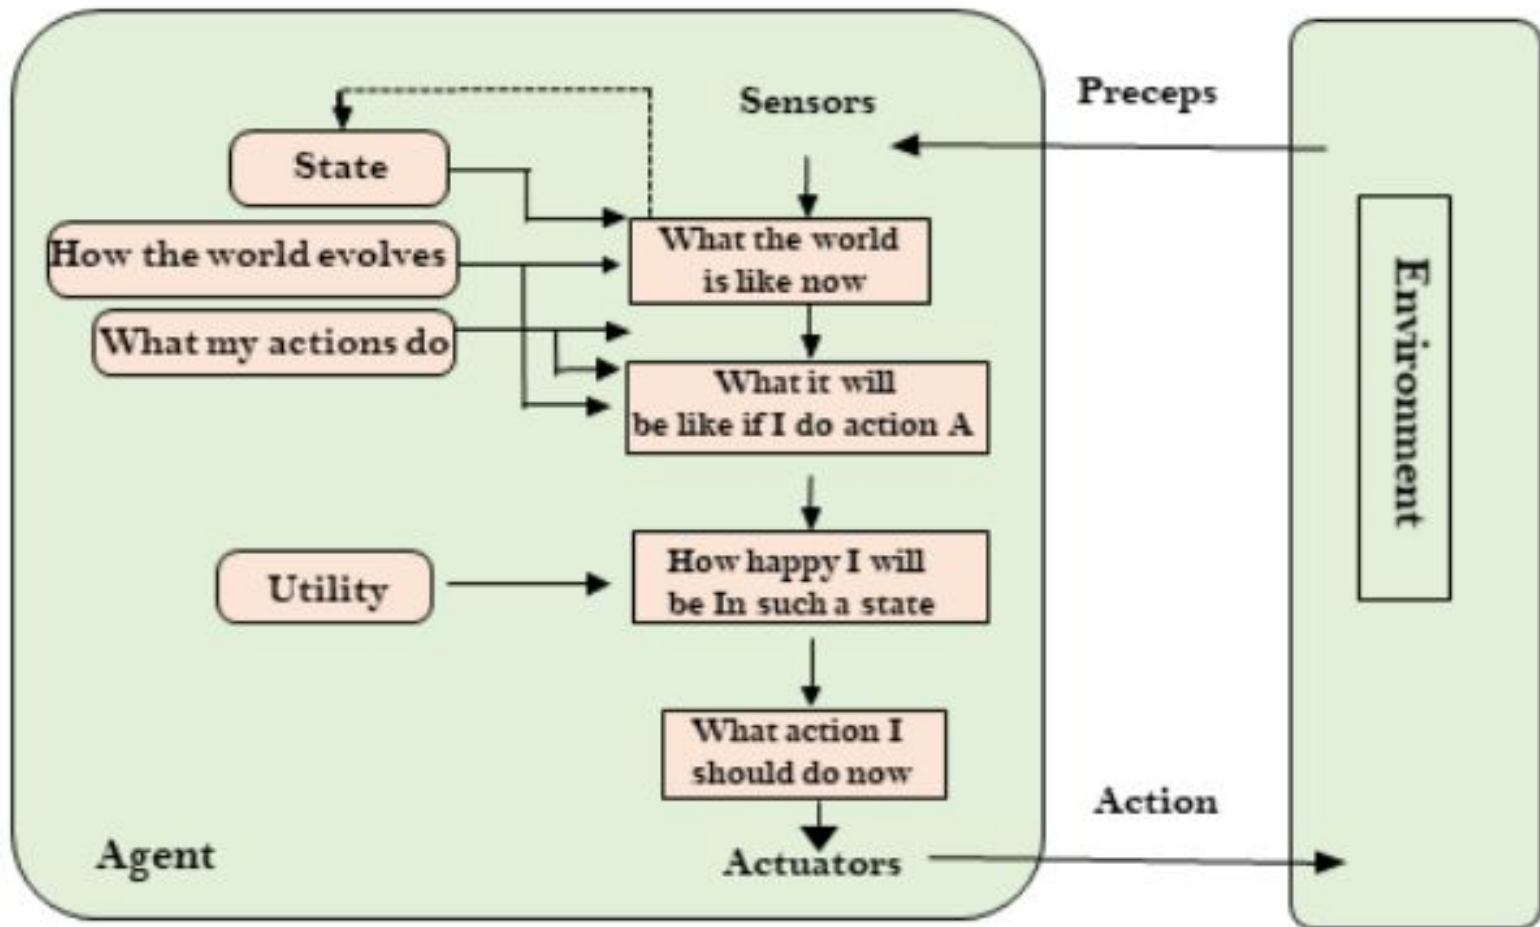 Sensors
Preceps
State
What the world
is like now
How the world evolves
What my actions do
What it will
be like if I do action A
Environment
Utility
How happy I will
be In such a state
What action I
should do now
Action
Agent
Actuators